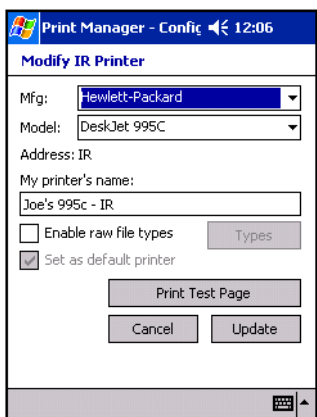 Print Manager - Config 12:06
Modify IR Printer
Mfg: Hewlett-Packard
Model: DeskJet 995C
Address: IR
My printer's name:
Joe's 995c - IR
Enable raw file types Types
Set as default printer
Print Test Page
Cancel Update